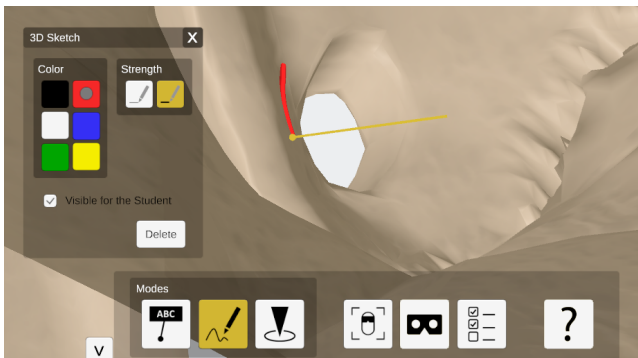 3D Sketch X
Color
Strength
Visible for the Student
Delete
Modes
ABC
?
V